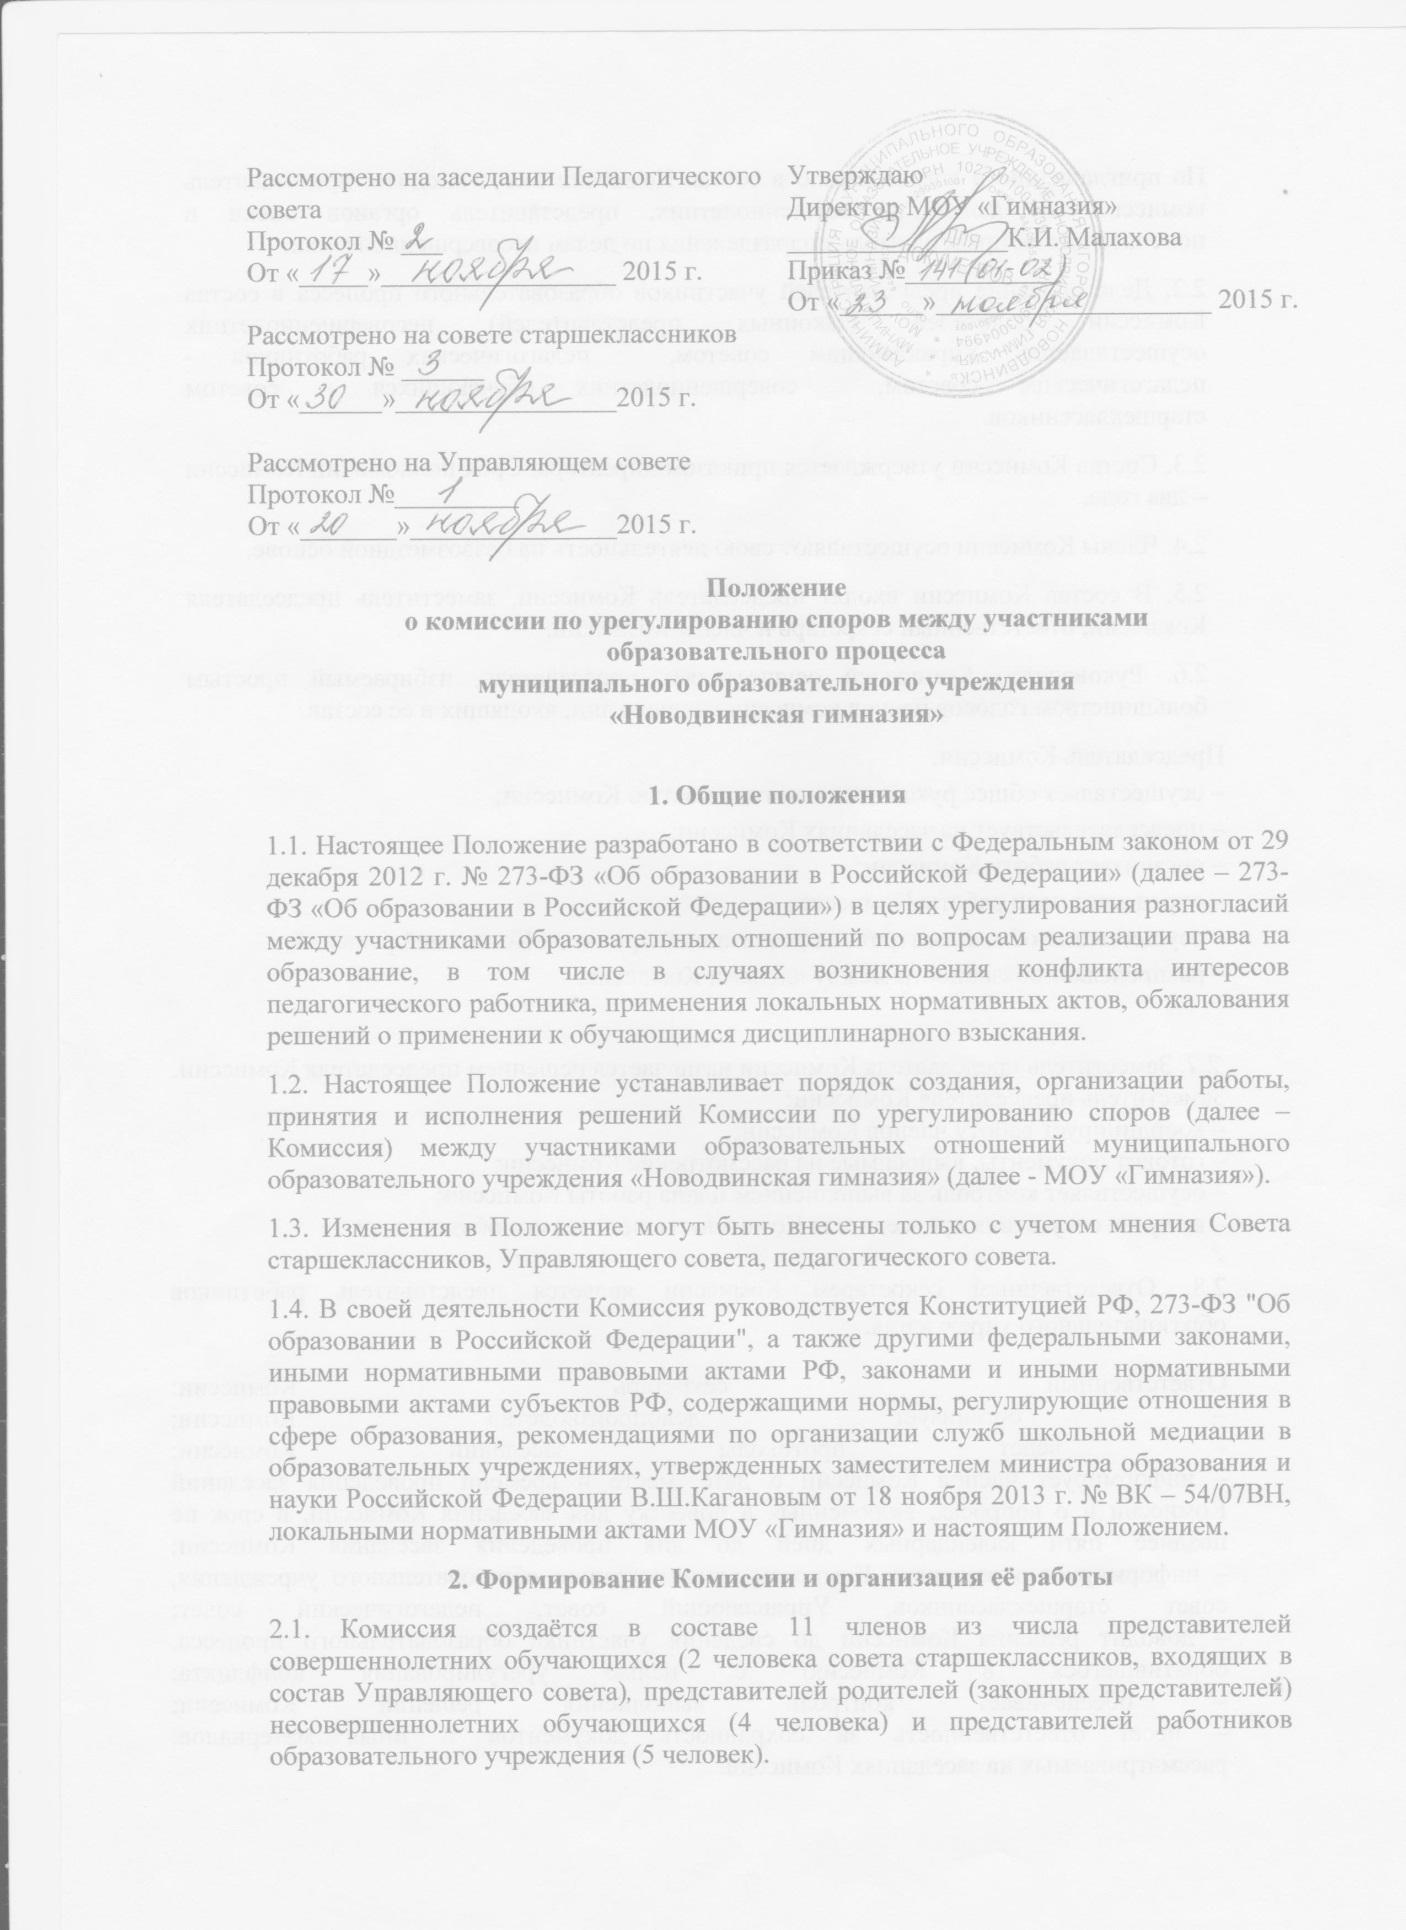 Рассмотрено на заседании Педагогического
совета
Протокол № 2
От « 17 » ноября 2015 г.
Рассмотрено на совете старшеклассников
Протокол № 3
От « 30 » ноября 2015 г.
Рассмотрено на Управляющем совете
Протокол № 1
От « 20 » ноября 2015 г.
Утверждаю
Директор МОУ «Гимназия»
К.И. Малахова
Приказ № 141/01-02
От « 23 » ноября 2015 г.
ДЛЯ
ДОКУМЕНТОВ
Положение
о комиссии по урегулированию споров между участниками
образовательного процесса
муниципального образовательного учреждения
«Новодвинская гимназия»
1. Общие положения
1.1. Настоящее Положение разработано в соответствии с Федеральным законом от 29
декабря 2012 г. № 273-ФЗ «Об образовании в Российской Федерации» (далее – 273-
ФЗ «Об образовании в Российской Федерации») в целях урегулирования разногласий
между участниками образовательных отношений по вопросам реализации права на
образование, в том числе в случаях возникновения конфликта интересов
педагогического работника, применения локальных нормативных актов, обжалования
решений о применении к обучающимся дисциплинарного взыскания.
1.2. Настоящее Положение устанавливает порядок создания, организации работы,
принятия и исполнения решений Комиссии по урегулированию споров (далее –
Комиссия) между участниками образовательных отношений муниципального
образовательного учреждения «Новодвинская гимназия» (далее - МОУ «Гимназия»).
1.3. Изменения в Положение могут быть внесены только с учетом мнения Совета
старшеклассников, Управляющего совета, педагогического совета.
1.4. В своей деятельности Комиссия руководствуется Конституцией РФ, 273-ФЗ "Об
образовании в Российской Федерации", а также другими федеральными законами,
иными нормативными правовыми актами РФ, законами и иными нормативными
правовыми актами субъектов РФ, содержащими нормы, регулирующие отношения в
сфере образования, рекомендациями по организации служб школьной медиации в
образовательных учреждениях, утвержденных заместителем министра образования и
науки Российской Федерации В.Ш.Кагановым от 18 ноября 2013 г. № ВК – 54/07ВН,
локальными нормативными актами МОУ «Гимназия» и настоящим Положением.
2. Формирование Комиссии и организация её работы
2.1. Комиссия создаётся в составе 11 членов из числа представителей
совершеннолетних обучающихся (2 человека совета старшеклассников, входящих в
состав Управляющего совета), представителей родителей (законных представителей)
несовершеннолетних обучающихся (4 человека) и представителей работников
образовательного учреждения (5 человек).